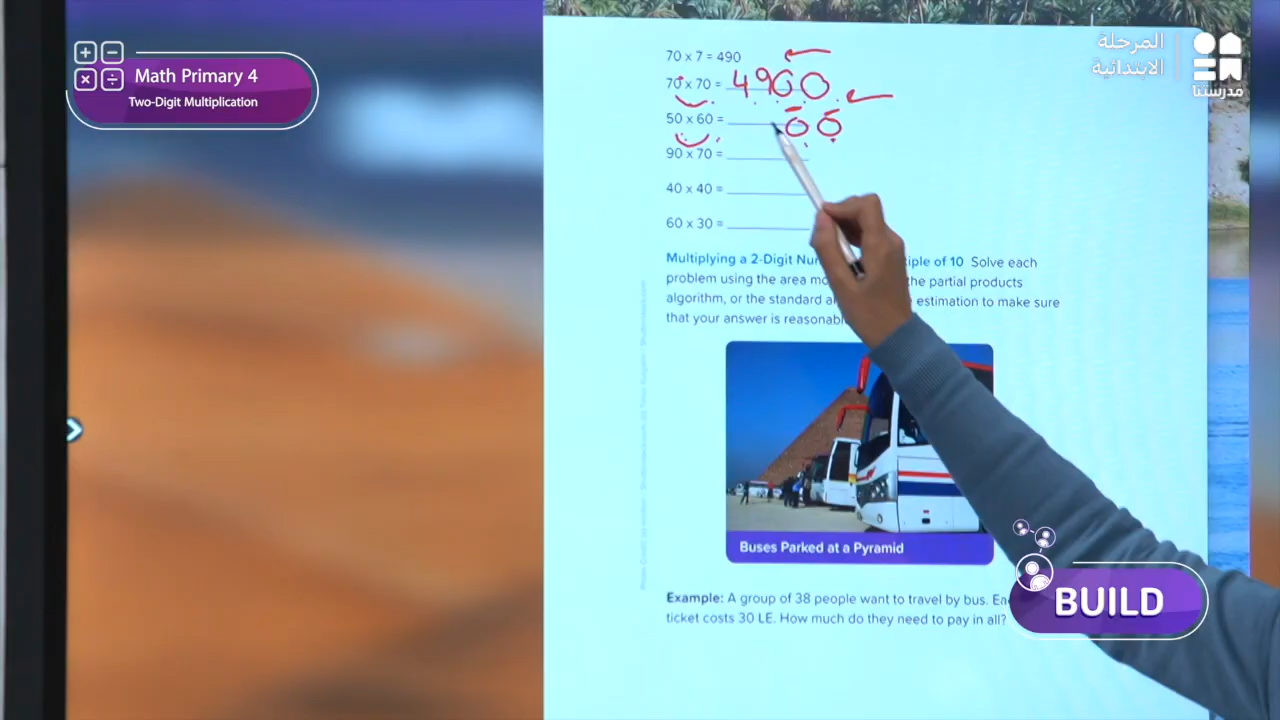 Math Primary 4
Two-Digit Multiplication
المرحلة
الابتدائية
مدرستنا
70 x 7 = 490
70 x 70 = 4900
50 x 60 = 00
90 x 70 =
40 x 40 =
60 x 30 =
Multiplying a 2-Digit iple of 10 Solve each
problem using the area the partial products
algorithm, or the standard estimation to make sure
that your answer is
Buses Parked at a Pyramid
Example: A group of 38 people want to travel by bus.
ticket costs 30 LE. How much do they need to pay in all?
BUILD